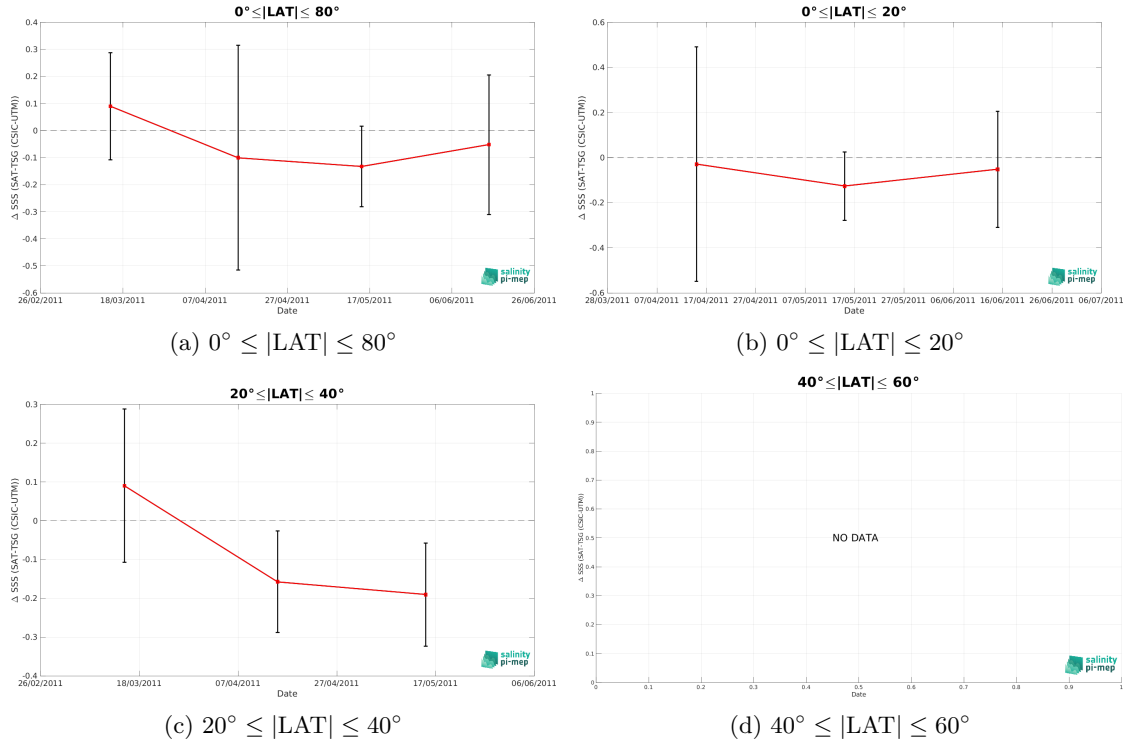 0°≤|LAT|≤ 80°
0.4
0.3
0.2
0.1
0
-0.1
-0.2
-0.3
-0.4
-0.5
-0.6
Δ SSS (SAT-TSG (CSIC-UTM))
26/02/2011 18/03/2011 07/04/2011 27/04/2011 17/05/2011 06/06/2011 26/06/2011
Date
salinity
pi-mep
(a) 0° ≤ |LAT| ≤ 80°
0°≤|LAT|≤ 20°
0.6
0.4
0.2
0
-0.2
-0.4
-0.6
Δ SSS (SAT-TSG (CSIC-UTM))
28/03/2011 07/04/2011 17/04/2011 27/04/2011 07/05/2011 17/05/2011 27/05/2011 06/06/2011 16/06/2011 26/06/2011 06/07/2011
Date
salinity
pi-mep
(b) 0° ≤ |LAT| ≤ 20°
20°≤|LAT|≤ 40°
0.3
0.2
0.1
0
-0.1
-0.2
-0.3
-0.4
Δ SSS (SAT-TSG (CSIC-UTM))
26/02/2011 18/03/2011 07/04/2011 27/04/2011 17/05/2011 06/06/2011
Date
salinity
pi-mep
(c) 20° ≤ |LAT| ≤ 40°
40°≤|LAT|≤ 60°
1
0.9
0.8
0.7
0.6
0.5
0.4
0.3
0.2
0.1
0
Δ SSS (SAT-TSG (CSIC-UTM))
NO DATA
0 0.1 0.2 0.3 0.4 0.5 0.6 0.7 0.8 0.9 1
Date
salinity
pi-mep
(d) 40° ≤ |LAT| ≤ 60°